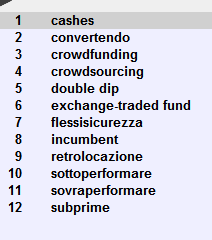 1 cashes
2 convertendo
3 crowdfunding
4 crowdsourcing
5 double dip
6 exchange-traded fund
7 flessisicurezza
8 incumbent
9 retrolocazione
10 sottoperformare
11 sovraperformare
12 subprime